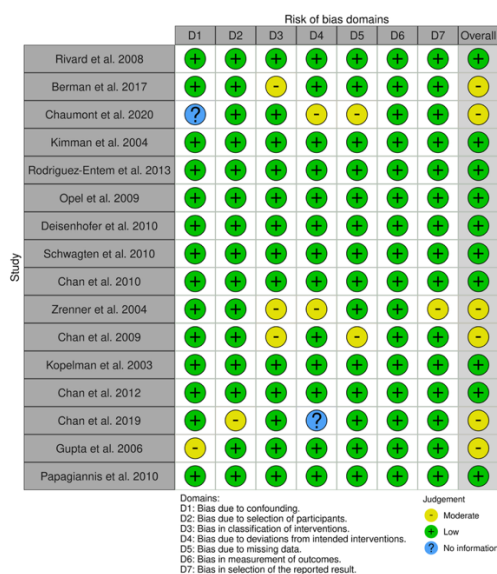 Risk of bias domains
D1 D2 D3 D4 D5 D6 D7 Overall
Study
Rivard et al. 2008 + + + + + + + +
Berman et al. 2017 + + - + + + + -
Chaumont et al. 2020 ? + + - - + + -
Kimman et al. 2004 + + + + + + + +
Rodriguez-Entem et al. 2013 + + + + + + + +
Opel et al. 2009 + + + + + + + +
Deisenhofer et al. 2010 + + + + + + + +
Schwagten et al. 2010 + + + + + + + +
Chan et al. 2010 + + + + + + + +
Zrenner et al. 2004 + + - - + + - -
Chan et al. 2009 + + - + - + + -
Kopelman et al. 2003 + + + + + + + +
Chan et al. 2012 + + + + + + + +
Chan et al. 2019 + - + ? + + + -
Gupta et al. 2006 - + + + + + + -
Papagiannis et al. 2010 + + + + + + + +
Domains:
D1: Bias due to confounding.
D2: Bias due to selection of participants.
D3: Bias in classification of interventions.
D4: Bias due to deviations from intended interventions.
D5: Bias due to missing data.
D6: Bias in measurement of outcomes.
D7: Bias in selection of the reported result.
Judgement
- Moderate
+ Low
? No information